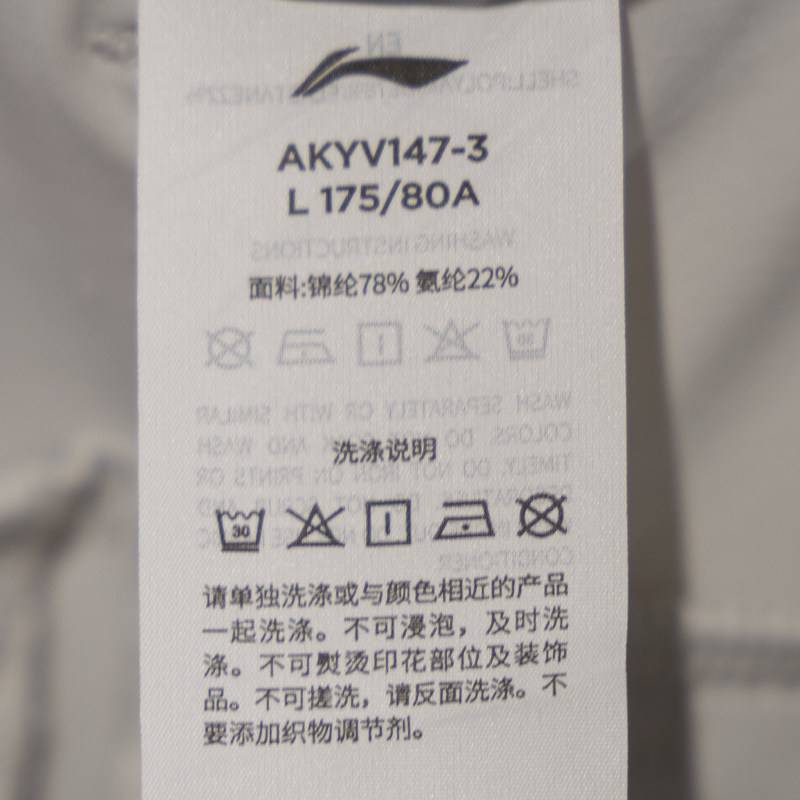 AKYV147-3
L 175/80A
面料:锦纶78% 氨纶22%
洗涤说明
30
请单独洗涤或与颜色相近的产品
一起洗涤。不可浸泡，及时洗
涤。不可熨烫印花部位及装饰
品。不可搓洗，请反面洗涤。不
要添加织物调节剂。